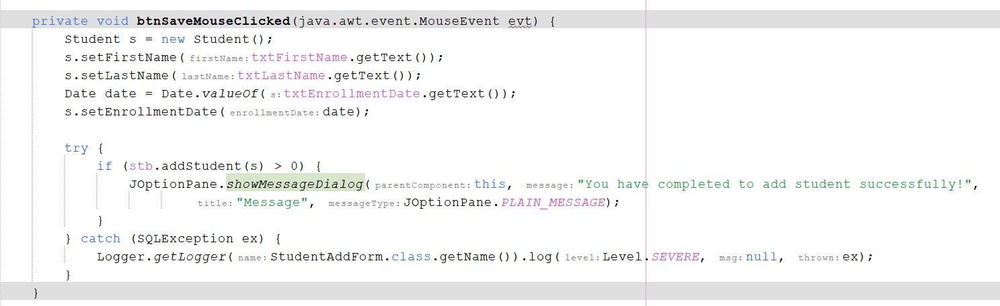 private void btnSaveMouseClicked(java.awt.event.MouseEvent evt) {
Student s = new Student();
s.setFirstName( firstName: txtFirstName.getText());
s.setLastName( lastName: txtLastName.getText());
Date date = Date.valueOf( s: txtEnrollmentDate.getText());
s.setEnrollmentDate( enrollmentDate: date);
try {
if (stb.addStudent(s) > 0) {
JOptionPane.showMessageDialog( parentComponent: this, message: "You have completed to add student successfully!",
title: "Message", messageType: JOptionPane.PLAIN_MESSAGE);
}
} catch (SQLException ex) {
Logger.getLogger( name: StudentAddForm.class.getName()).log( level: Level.SEVERE, msg: null, thrown: ex);
}
}